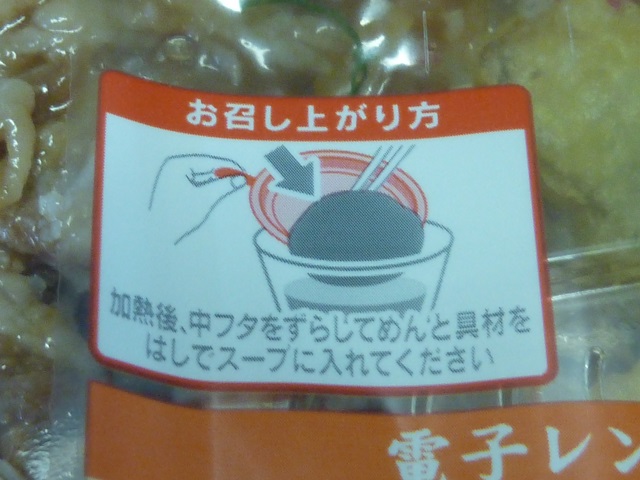 お召し上がり方
加熱後、中フタをずらしてめんと具材を
はしでスープに入れてください
電子レン